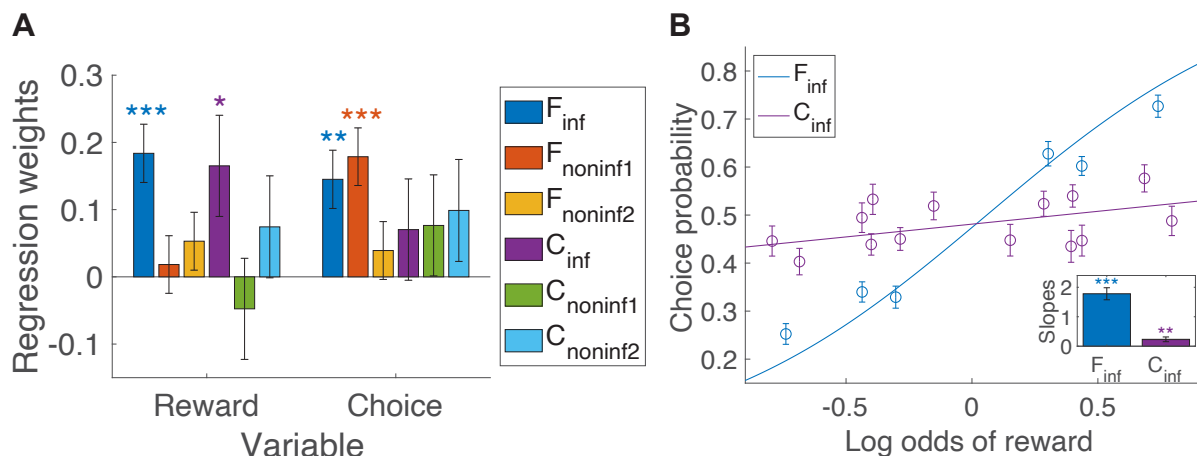 A
Regression weights
0.3
0.2
0.1
0
-0.1
***
*
**
***
Reward
Choice
Variable
F_inf
F_noninf1
F_noninf2
C_inf
C_noninf1
C_noninf2
B
Choice probability
0.8
0.7
0.6
0.5
0.4
0.3
0.2
F_inf
C_inf
-0.5
0
0.5
Log odds of reward
Slopes
2
1
0
***
**
F_inf
C_inf